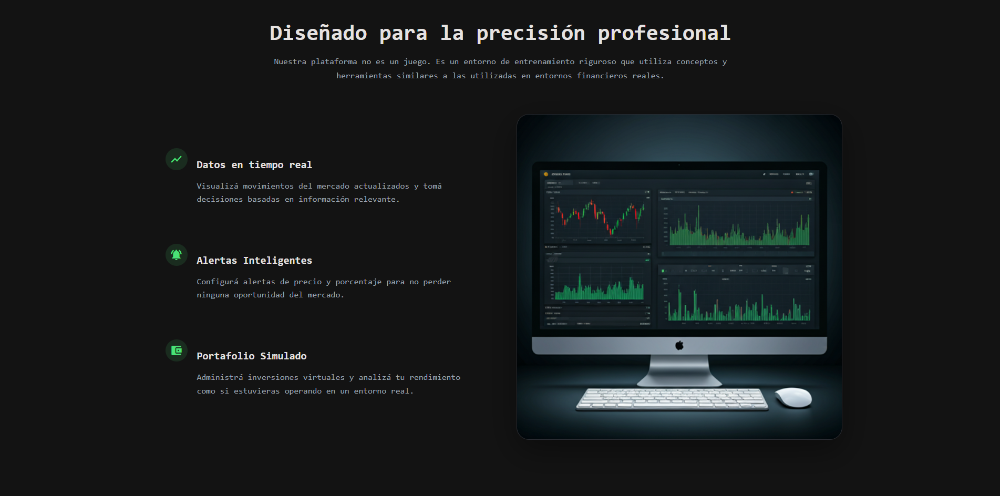 Diseñado para la precisión profesional
Nuestra plataforma no es un juego. Es un entorno de entrenamiento riguroso que utiliza conceptos y
herramientas similares a las utilizadas en entornos financieros reales.
Datos en tiempo real
Visualizá movimientos del mercado actualizados y tomá
decisiones basadas en información relevante.
Alertas Inteligentes
Configurá alertas de precio y porcentaje para no perder
ninguna oportunidad del mercado.
Portafolio Simulado
Administrá inversiones virtuales y analizá tu rendimiento
como si estuvieras operando en un entorno real.